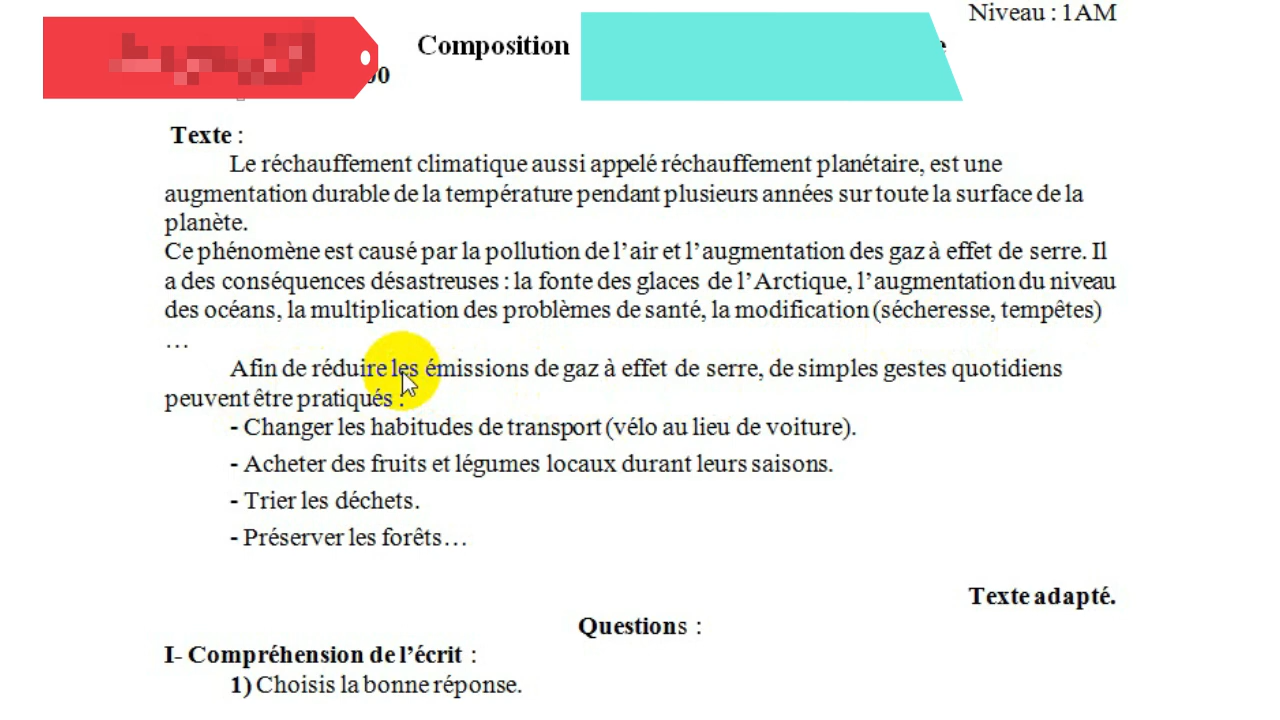 Niveau : 1AM
Composition
Texte :
Le réchauffement climatique aussi appelé réchauffement planétaire, est une
augmentation durable de la température pendant plusieurs années sur toute la surface de la
planète.
Ce phénomène est causé par la pollution de l’air et l’augmentation des gaz à effet de serre. Il
a des conséquences désastreuses : la fonte des glaces de l’Arctique, l’augmentation du niveau
des océans, la multiplication des problèmes de santé, la modification (sécheresse, tempêtes)
…
Afin de réduire les émissions de gaz à effet de serre, de simples gestes quotidiens
peuvent être pratiqués :
- Changer les habitudes de transport (vélo au lieu de voiture).
- Acheter des fruits et légumes locaux durant leurs saisons.
- Trier les déchets.
- Préserver les forêts…
Texte adapté.
Questions :
I- Compréhension de l’écrit :
1) Choisis la bonne réponse.